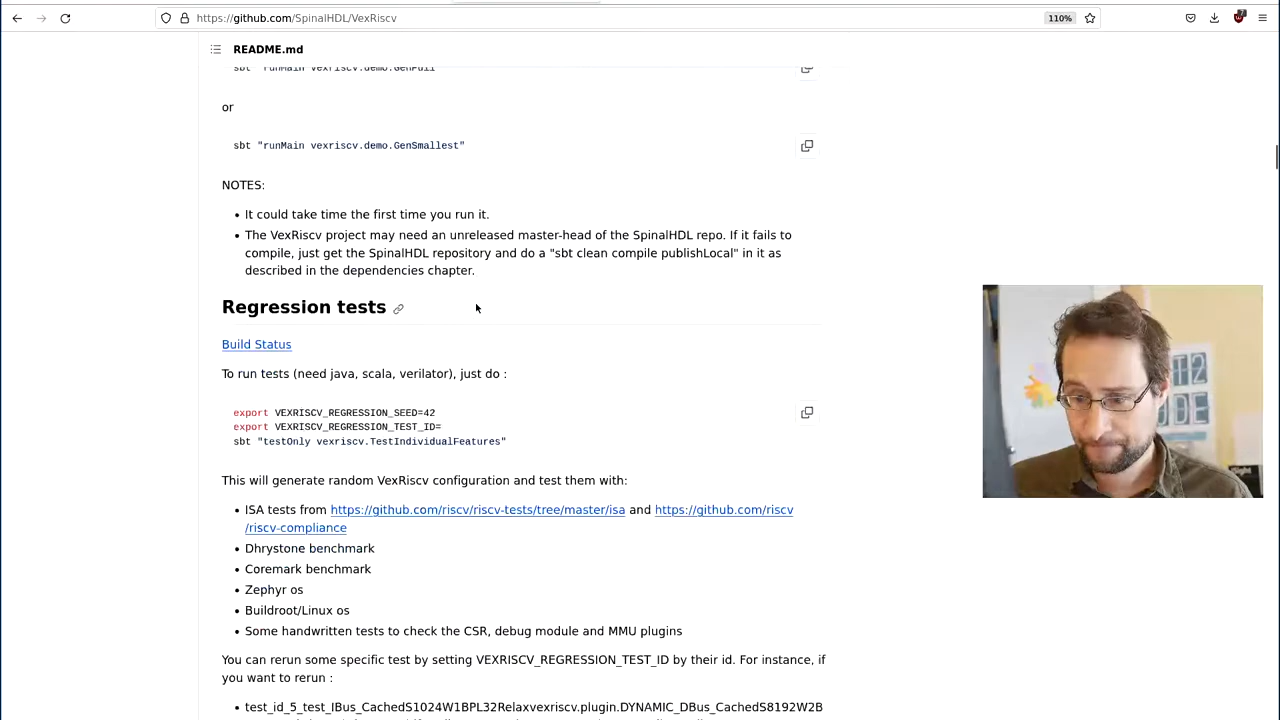 https://github.com/SpinalHDL/VexRiscv
110%
7
README.md
sbt "runMain vexriscv.demo.GenFull"
or
sbt "runMain vexriscv.demo.GenSmallest"
NOTES:
• It could take time the first time you run it.
• The VexRiscv project may need an unreleased master-head of the SpinalHDL repo. If it fails to
compile, just get the SpinalHDL repository and do a "sbt clean compile publishLocal" in it as
described in the dependencies chapter.
Regression tests
Build Status
To run tests (need java, scala, verilator), just do :
export VEXRISCV_REGRESSION_SEED=42
export VEXRISCV_REGRESSION_TEST_ID=
sbt "testOnly vexriscv.TestIndividualFeatures"
This will generate random VexRiscv configuration and test them with:
• ISA tests from https://github.com/riscv/riscv-tests/tree/master/isa and https://github.com/riscv
/riscv-compliance
• Dhrystone benchmark
• Coremark benchmark
• Zephyr os
• Buildroot/Linux os
• Some handwritten tests to check the CSR, debug module and MMU plugins
You can rerun some specific test by setting VEXRISCV_REGRESSION_TEST_ID by their id. For instance, if
you want to rerun :
• test_id_5_test_IBus_CachedS1024W1BPL32Relaxvexriscv.plugin.DYNAMIC_DBus_CachedS8192W2B